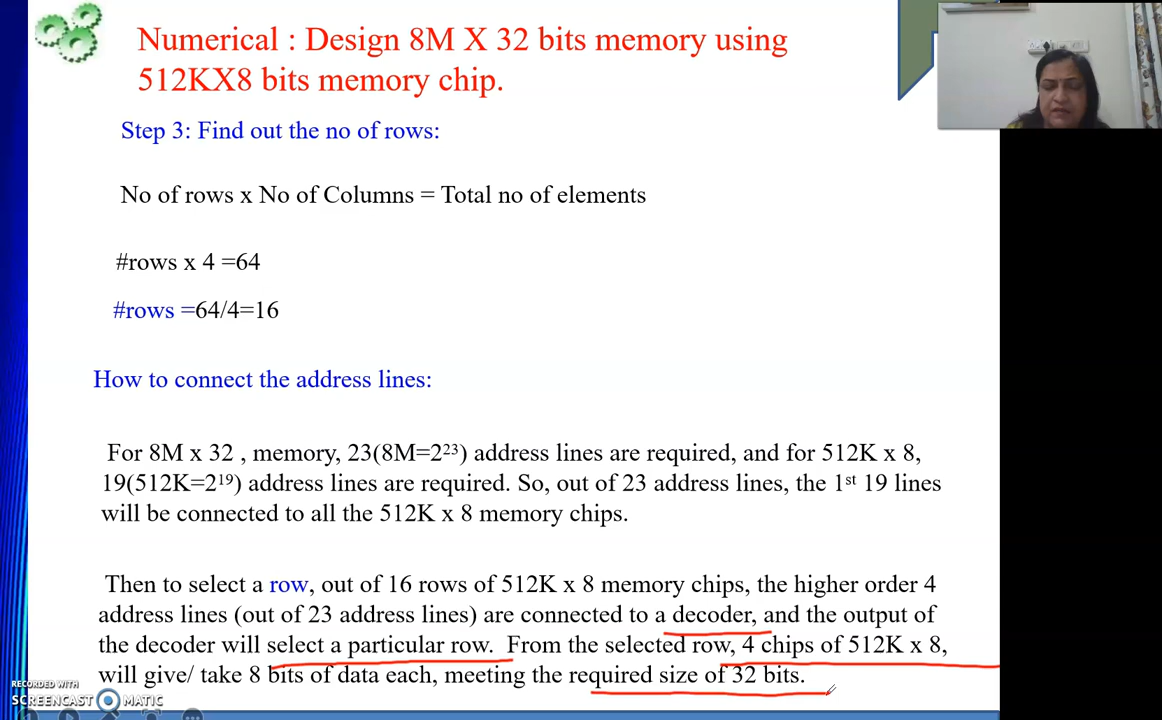 Numerical : Design 8M X 32 bits memory using
512KX8 bits memory chip.
Step 3: Find out the no of rows:
No of rows x No of Columns = Total no of elements
#rows x 4 =64
#rows =64/4=16
How to connect the address lines:
For 8M x 32 , memory, 23(8M=2²³) address lines are required, and for 512K x 8,
19(512K=2¹⁹) address lines are required. So, out of 23 address lines, the 1ˢᵗ 19 lines
will be connected to all the 512K x 8 memory chips.
Then to select a row, out of 16 rows of 512K x 8 memory chips, the higher order 4
address lines (out of 23 address lines) are connected to a decoder, and the output of
the decoder will select a particular row. From the selected row, 4 chips of 512K x 8,
will give/ take 8 bits of data each, meeting the required size of 32 bits.
RECORDED WITH
SCREENCAST MATIC